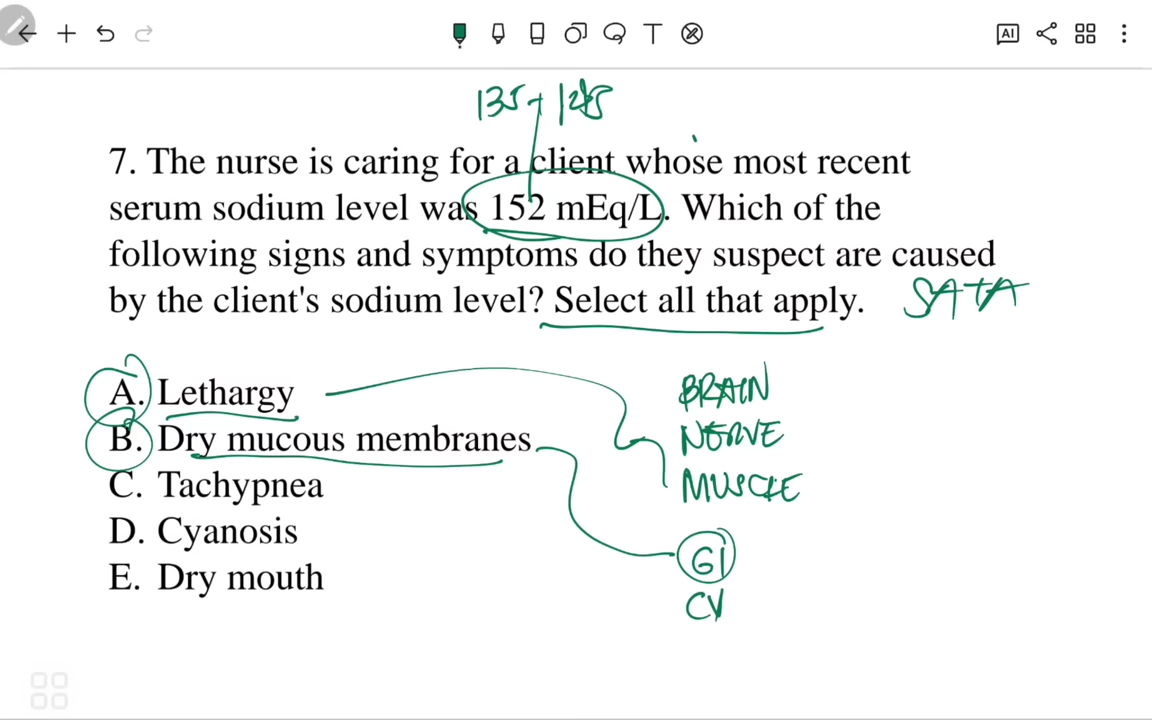 AI
T
135 - 145
7. The nurse is caring for a client whose most recent
serum sodium level was 152 mEq/L. Which of the
following signs and symptoms do they suspect are caused
by the client's sodium level? Select all that apply. SATA
A. Lethargy
B. Dry mucous membranes
C. Tachypnea
D. Cyanosis
E. Dry mouth
BRAIN
NERVE
MUSCLE
GI
CV